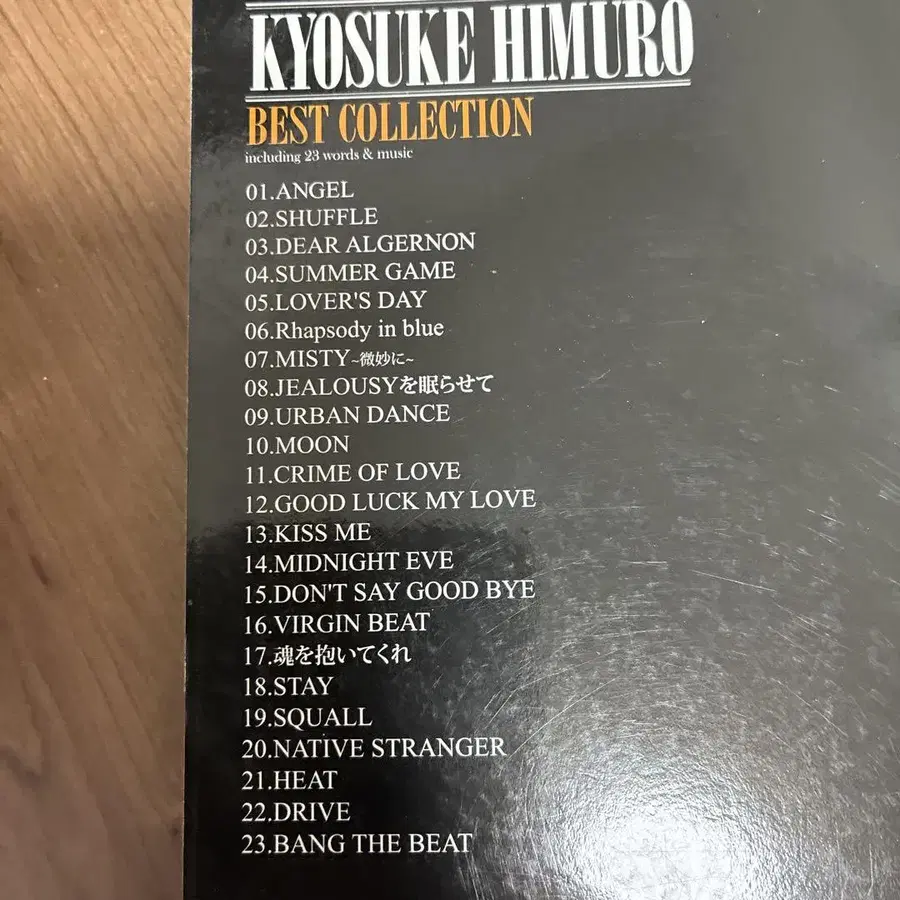 KYOSUKE HIMURO
BEST COLLECTION
including 23 words & music
01.ANGEL
02.SHUFFLE
03.DEAR ALGERNON
04.SUMMER GAME
05.LOVER'S DAY
06.Rhapsody in blue
07.MISTY~微妙に~
08.JEALOUSYを眠らせて
09.URBAN DANCE
10.MOON
11.CRIME OF LOVE
12.GOOD LUCK MY LOVE
13.KISS ME
14.MIDNIGHT EVE
15.DON'T SAY GOOD BYE
16.VIRGIN BEAT
17.魂を抱いてくれ
18.STAY
19.SQUALL
20.NATIVE STRANGER
21.HEAT
22.DRIVE
23.BANG THE BEAT